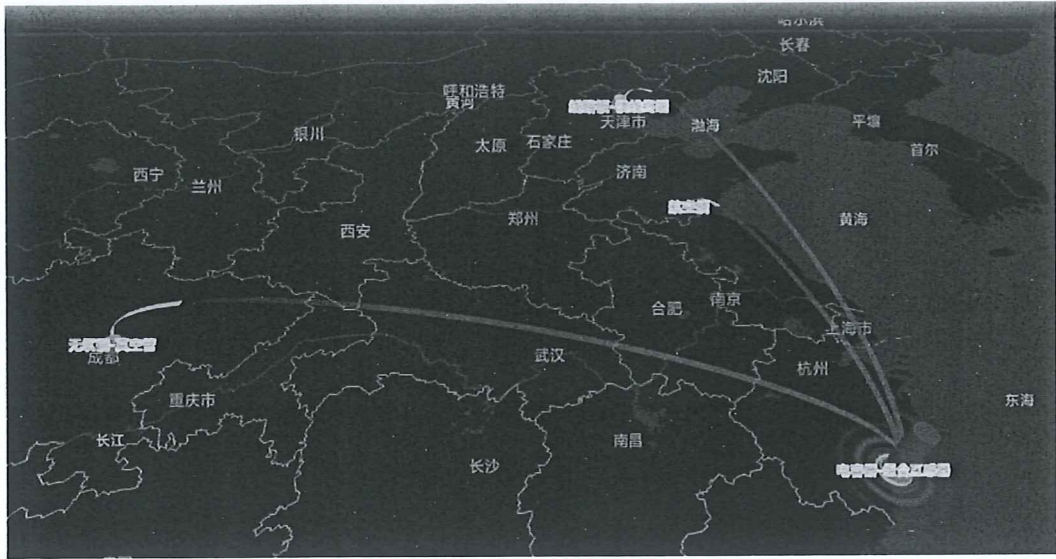 哈尔滨
长春
沈阳
呼和浩特
黄河
天津市
渤海
平壤
银川
太原
石家庄
首尔
西宁
兰州
济南
西安
郑州
黄海
合肥
南京
上海市
成都
武汉
杭州
重庆市
东海
长江
南昌
长沙